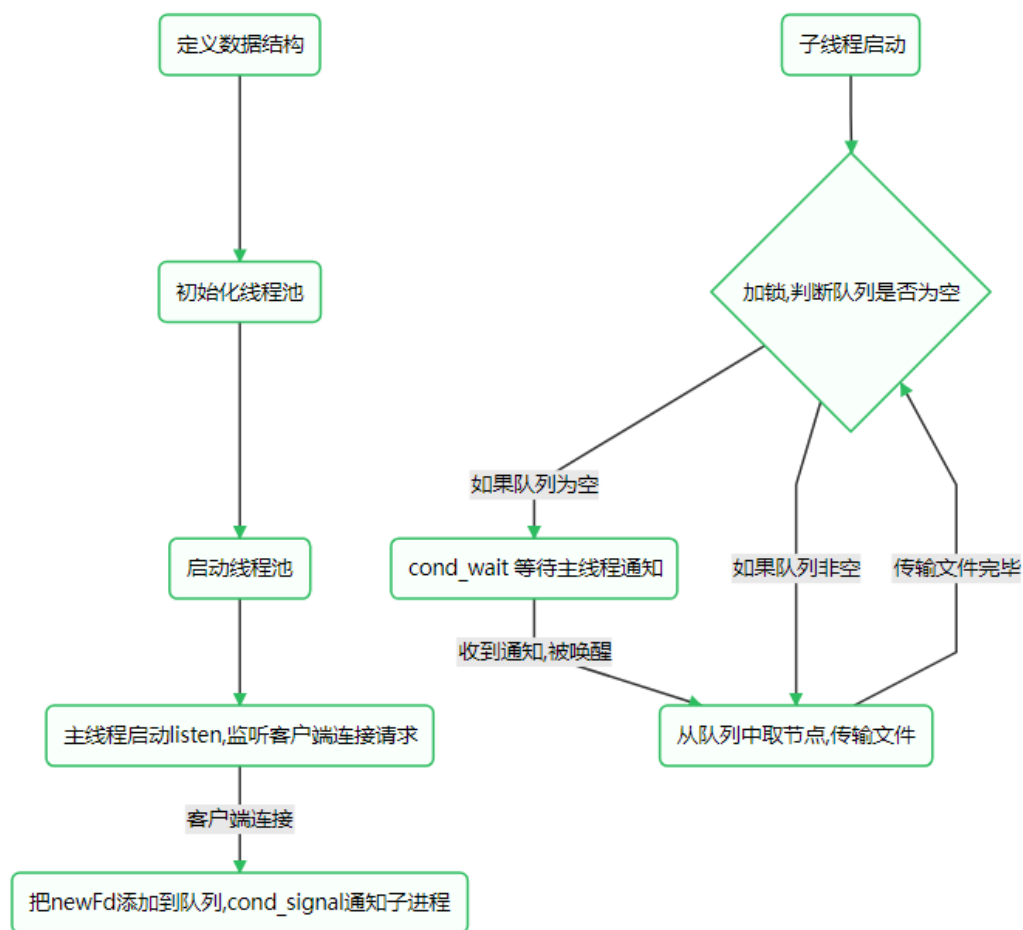 定义数据结构
初始化线程池
启动线程池
主线程启动listen,监听客户端连接请求
客户端连接
把newFd添加到队列,cond_signal通知子进程
子线程启动
加锁,判断队列是否为空
如果队列为空
cond_wait 等待主线程通知
如果队列非空
传输文件完毕
收到通知,被唤醒
从队列中取节点,传输文件